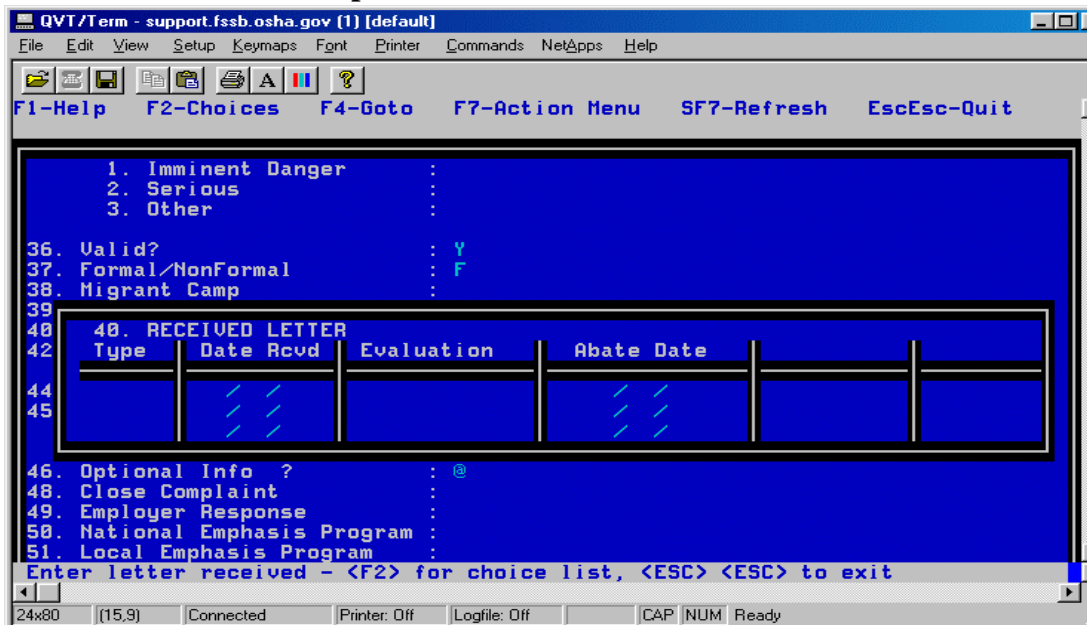 QVT/Term - support.fssb.osha.gov (1) [default]
File Edit View Setup Keymaps Font Printer Commands NetApps Help
F1-Help F2-Choices F4-Goto F7-Action Menu SF7-Refresh EscEsc-Quit
1. Imminent Danger :
2. Serious :
3. Other :
36. Valid? : Y
37. Formal/NonFormal : F
38. Migrant Camp :
39
40 40. RECEIVED LETTER
42 Type Date Rcvd Evaluation Abate Date
44 / / / /
45 / / / /
/ / / /
46. Optional Info ? : @
48. Close Complaint :
49. Employer Response :
50. National Emphasis Program :
51. Local Emphasis Program :
Enter letter received - <F2> for choice list, <ESC> <ESC> to exit
24x80 (15,9) Connected Printer: Off Logfile: Off CAP NUM Ready